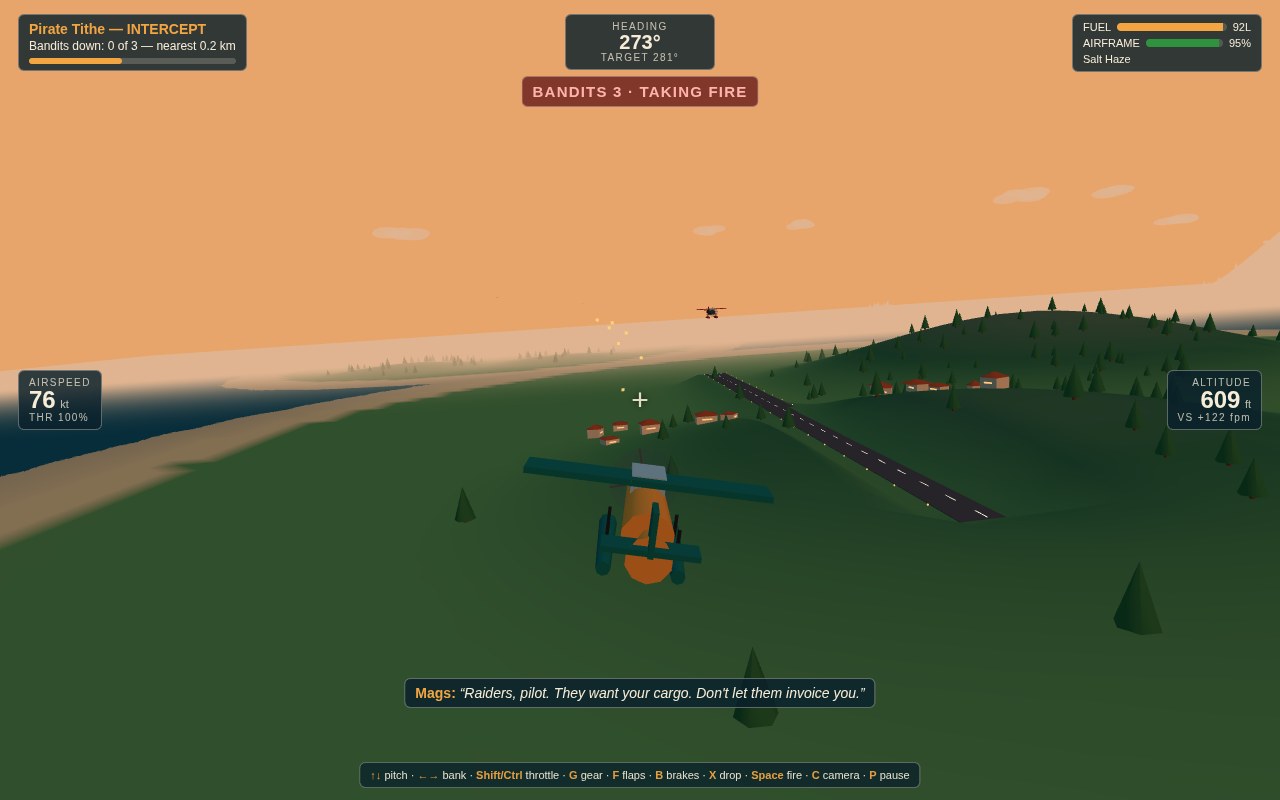 Pirate Tithe — INTERCEPT
Bandits down: 0 of 3 — nearest 0.2 km
HEADING
273°
TARGET 281°
BANDITS 3 · TAKING FIRE
FUEL 92L
AIRFRAME 95%
Salt Haze
AIRSPEED
76 kt
THR 100%
ALTITUDE
609 ft
VS +122 fpm
Mags: “Raiders, pilot. They want your cargo. Don't let them invoice you.”
↑↓ pitch · ←→ bank · Shift/Ctrl throttle · G gear · F flaps · B brakes · X drop · Space fire · C camera · P pause